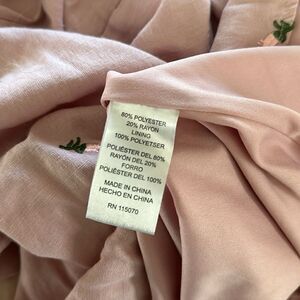 80% POLYESTER
20% RAYON
LINING
100% POLYETSER
POLIÉSTER DEL 80%
RAYÓN DEL 20%
FORRO
POLIÉSTER DEL 100%
MADE IN CHINA
HECHO EN CHINA
RN 115070